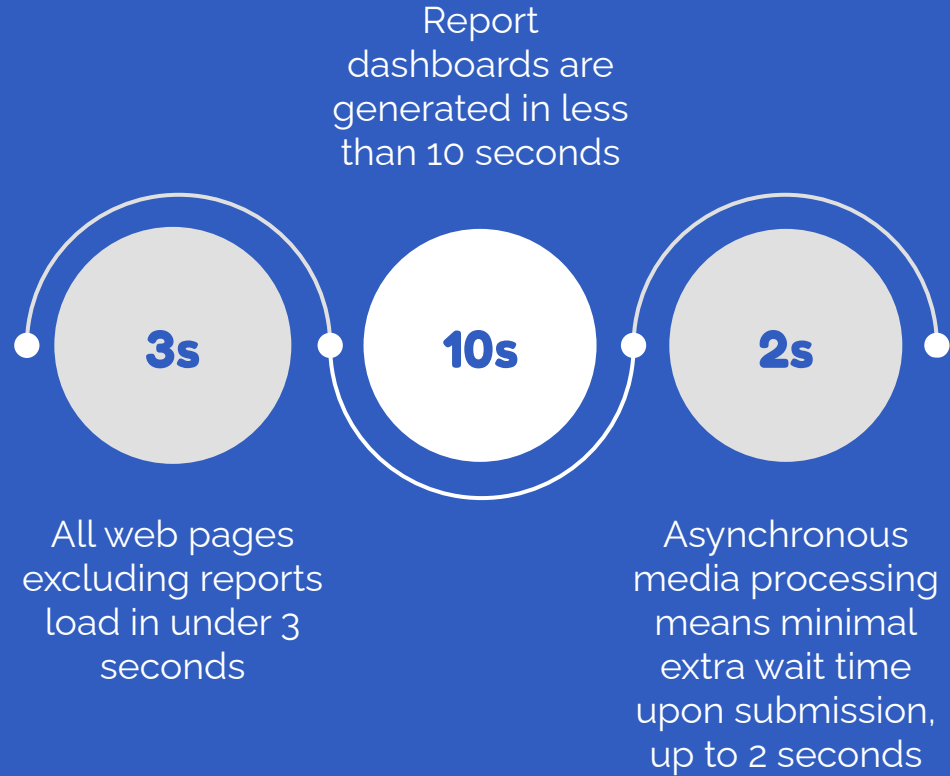 Report
dashboards are
generated in less
than 10 seconds
3s
10s
2s
All web pages
excluding reports
load in under 3
seconds
Asynchronous
media processing
means minimal
extra wait time
upon submission,
up to 2 seconds